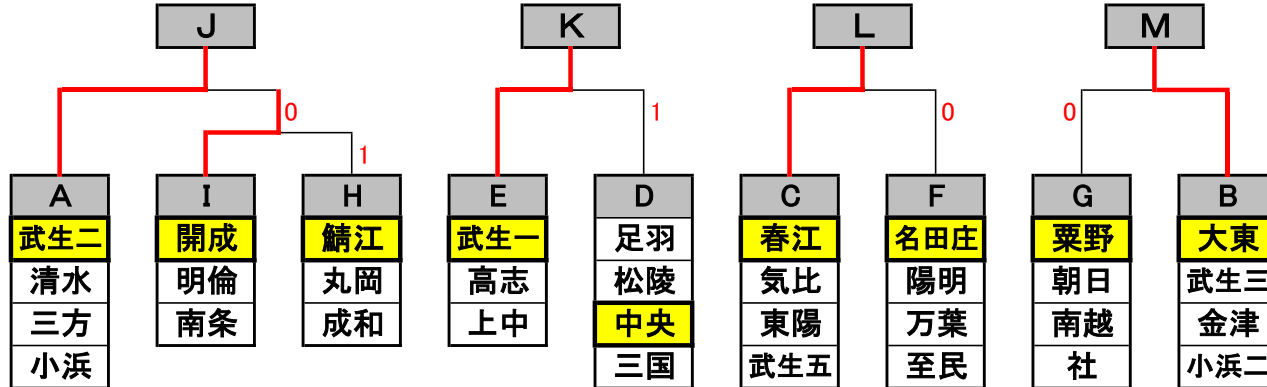 J K L M
0 1 0 0
1
A I H E D C F G B
武生二 開成 鯖江 武生一 足羽 春江 名田庄 粟野 大東
清水 明倫 丸岡 高志 松陵 気比 陽明 朝日 武生三
三方 南条 成和 上中 中央 東陽 万葉 南越 金津
小浜 三国 武生五 至民 社 小浜二